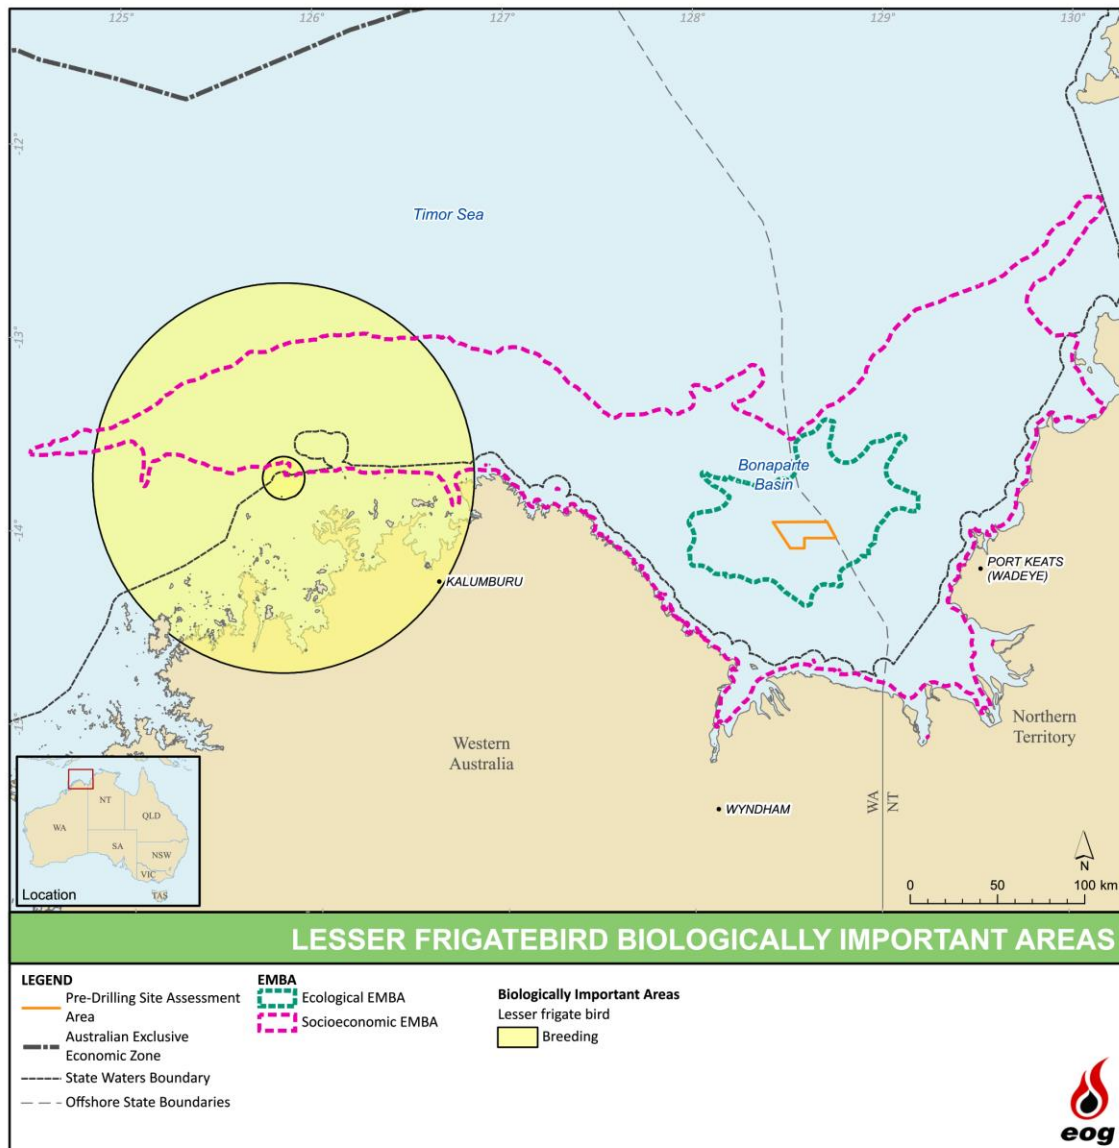 125°
126°
127°
128°
129°
130°
-12°
Timor Sea
-13°
Bonaparte
Basin
-14°
KALUMBURU
PORT KEATS
(WADEYE)
Northern
Territory
Western
Australia
WA
NT
WYNDHAM
N
0 50 100 km
NT
WA
QLD
SA
NSW
VIC
TAS
Location
LESSER FRIGATEBIRD BIOLOGICALLY IMPORTANT AREAS
LEGEND
Pre-Drilling Site Assessment
Area
Australian Exclusive
Economic Zone
State Waters Boundary
Offshore State Boundaries
EMBA
Ecological EMBA
Socioeconomic EMBA
Biologically Important Areas
Lesser frigate bird
Breeding
eog